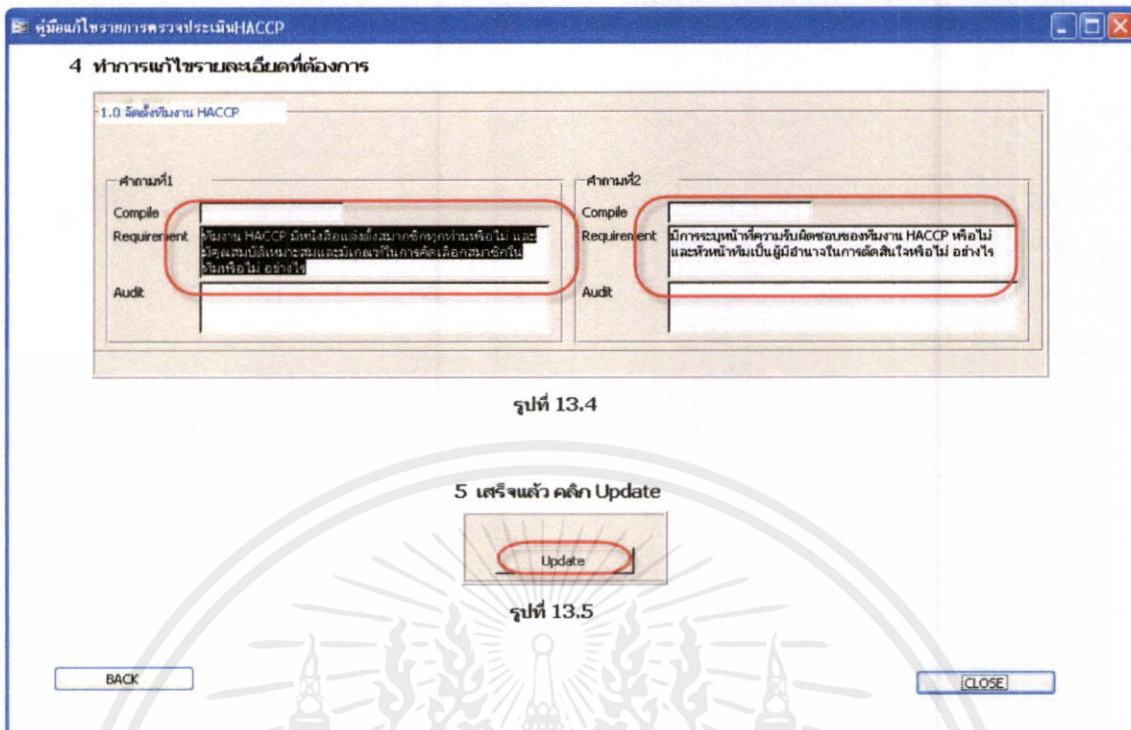 คู่มือแก้ไขรายการตรวจประเมินHACCP
4 ทำการแก้ไขรายละเอียดที่ต้องการ
1.0 จัดตั้งทีมงาน HACCP
คำถามที่1
Compile
Requirement ทีมงาน HACCP มีหนังสือแต่งตั้งสมาชิกทุกท่านหรือไม่ และ
มีคุณสมบัติเหมาะสมและมีเกณฑ์ในการคัดเลือกสมาชิกใน
ทีมหรือไม่ อย่างไร
Audit
คำถามที่2
Compile
Requirement มีการระบุหน้าที่ความรับผิดชอบของทีมงาน HACCP หรือไม่
และหัวหน้าทีมเป็นผู้มีอำนาจในการตัดสินใจหรือไม่ อย่างไร
Audit
รูปที่ 13.4
5 เสร็จแล้ว คลิก Update
Update
รูปที่ 13.5
BACK
CLOSE